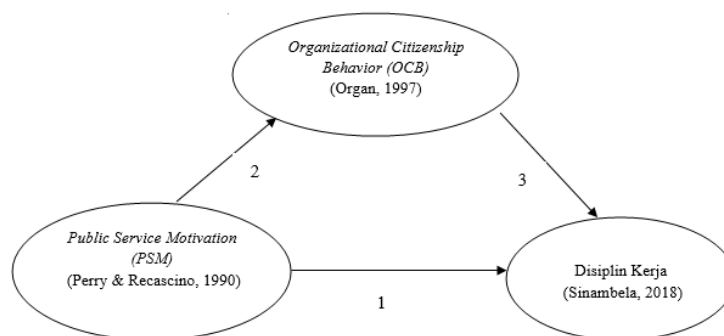 Organizational Citizenship
Behavior (OCB)
(Organ, 1997)
2
3
Public Service Motivation
(PSM)
(Perry & Recascino, 1990)
Disiplin Kerja
(Sinambela, 2018)
1